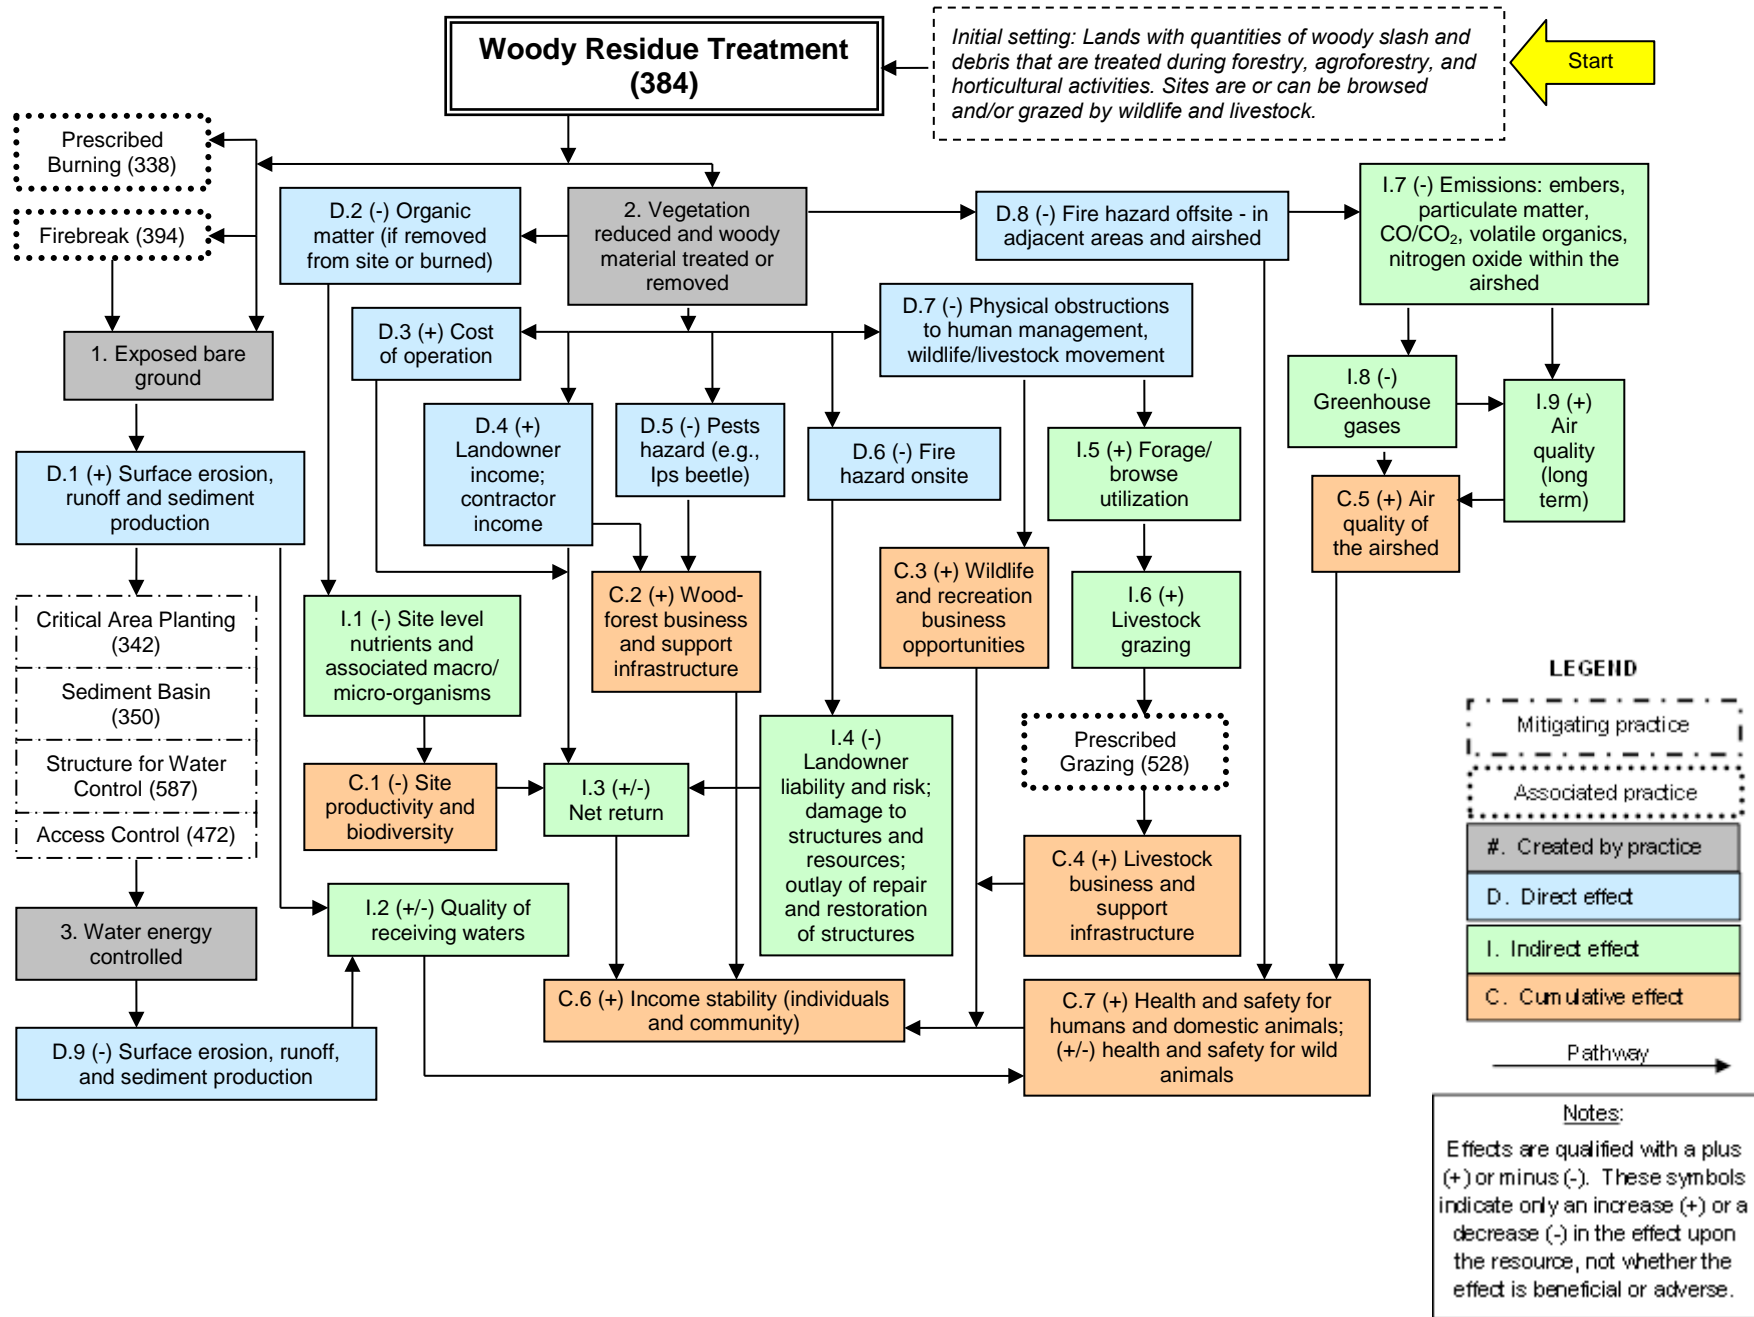 Woody Residue Treatment
(384)
Initial setting: Lands with quantities of woody slash and
debris that are treated during forestry, agroforestry, and
horticultural activities. Sites are or can be browsed
and/or grazed by wildlife and livestock.
Start
Prescribed
Burning (338)
Firebreak (394)
D.2 (-) Organic
matter (if removed
from site or burned)
2. Vegetation
reduced and woody
material treated or
removed
D.8 (-) Fire hazard offsite - in
adjacent areas and airshed
I.7 (-) Emissions: embers,
particulate matter,
CO/CO₂, volatile organics,
nitrogen oxide within the
airshed
1. Exposed bare
ground
D.3 (+) Cost
of operation
D.7 (-) Physical obstructions
to human management,
wildlife/livestock movement
D.4 (+)
Landowner
income;
contractor
income
D.5 (-) Pests
hazard (e.g.,
Ips beetle)
D.6 (-) Fire
hazard onsite
I.5 (+) Forage/
browse
utilization
I.8 (-)
Greenhouse
gases
I.9 (+)
Air
quality
(long
term)
D.1 (+) Surface erosion,
runoff and sediment
production
C.5 (+) Air
quality of
the airshed
Critical Area Planting
(342)
Sediment Basin
(350)
Structure for Water
Control (587)
Access Control (472)
I.1 (-) Site level
nutrients and
associated macro/
micro-organisms
C.2 (+) Wood-
forest business
and support
infrastructure
C.3 (+) Wildlife
and recreation
business
opportunities
I.6 (+)
Livestock
grazing
C.1 (-) Site
productivity and
biodiversity
I.3 (+/-)
Net return
I.4 (-)
Landowner
liability and risk;
damage to
structures and
resources;
outlay of repair
and restoration
of structures
Prescribed
Grazing (528)
C.4 (+) Livestock
business and
support
infrastructure
3. Water energy
controlled
I.2 (+/-) Quality of
receiving waters
C.6 (+) Income stability (individuals
and community)
C.7 (+) Health and safety for
humans and domestic animals;
(+/-) health and safety for wild
animals
D.9 (-) Surface erosion, runoff,
and sediment production
LEGEND
Mitigating practice
Associated practice
#. Created by practice
D. Direct effect
I. Indirect effect
C. Cumulative effect
Pathway
Notes:
Effects are qualified with a plus
(+) or minus (-). These symbols
indicate only an increase (+) or a
decrease (-) in the effect upon
the resource, not whether the
effect is beneficial or adverse.